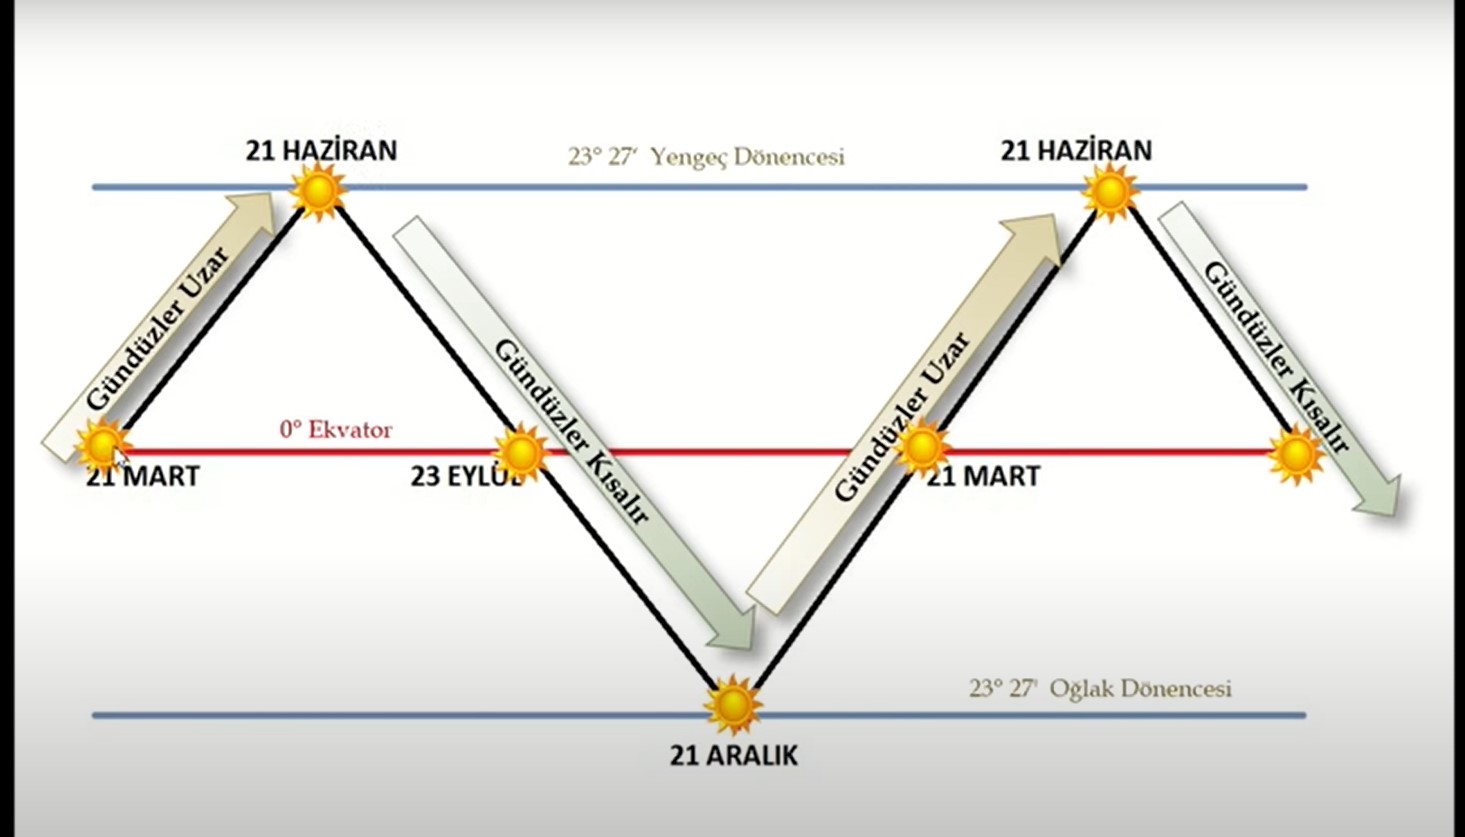 21 HAZİRAN
23° 27' Yengeç Dönencesi
21 HAZİRAN
Gündüzler Uzar
Gündüzler Kısalır
Gündüzler Uzar
Gündüzler Kısalır
0° Ekvator
21 MART
23 EYLÜL
21 MART
23° 27' Oğlak Dönencesi
21 ARALIK